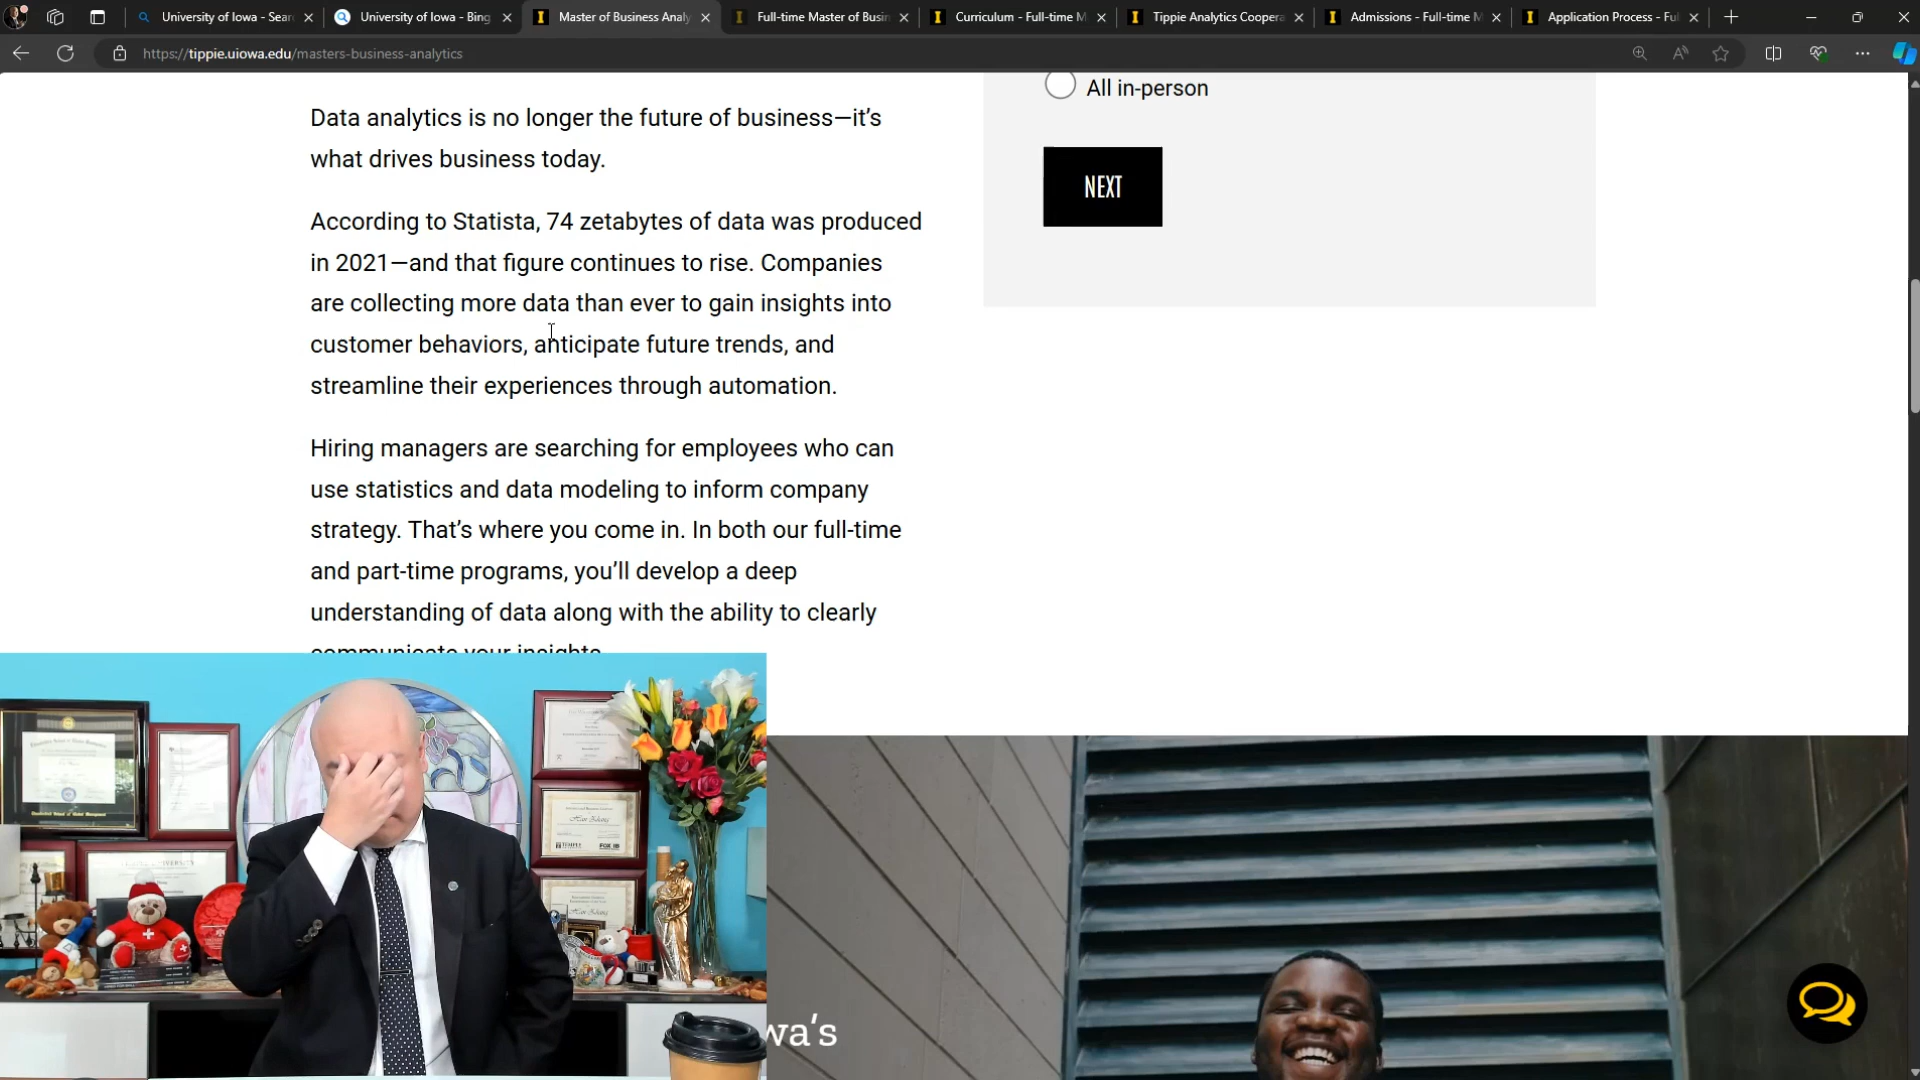 University of Iowa - Sear
University of Iowa - Bing
Master of Business Analy
Full-time Master of Busin
Curriculum - Full-time M
Tippie Analytics Coopera
Admissions - Full-time M
Application Process - Ful
https://tippie.uiowa.edu/masters-business-analytics
All in-person
NEXT
Data analytics is no longer the future of business—it’s
what drives business today.
According to Statista, 74 zetabytes of data was produced
in 2021—and that figure continues to rise. Companies
are collecting more data than ever to gain insights into
customer behaviors, anticipate future trends, and
streamline their experiences through automation.
Hiring managers are searching for employees who can
use statistics and data modeling to inform company
strategy. That’s where you come in. In both our full-time
and part-time programs, you’ll develop a deep
understanding of data along with the ability to clearly
communicate your insights.
wa’s